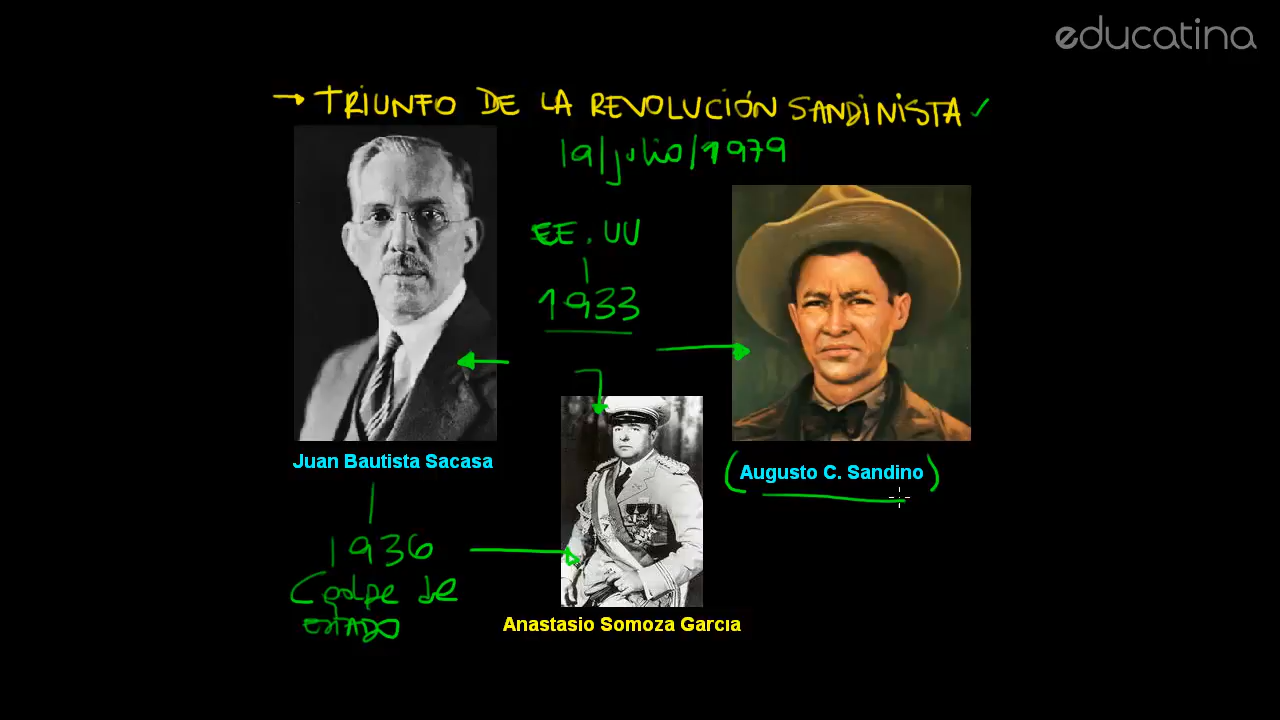 educatina
→ TRIUNFO DE LA REVOLUCIÓN SANDINISTA ✓
19/julio/1979
EE.UU
1933
Juan Bautista Sacasa
(Augusto C. Sandino)
1936
Golpe de
ESTADO
Anastasio Somoza Garcıa